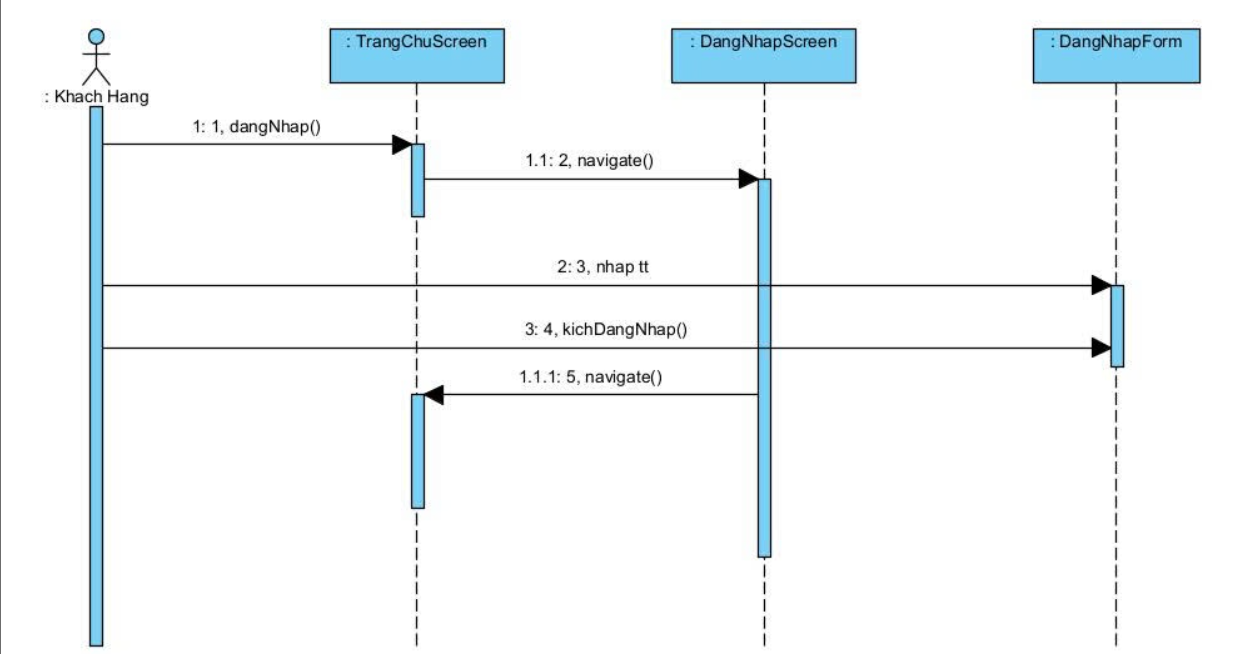 : TrangChuScreen
: DangNhapScreen
: DangNhapForm
: Khach Hang
1: 1, dangNhap()
1.1: 2, navigate()
2: 3, nhap tt
3: 4, kichDangNhap()
1.1.1: 5, navigate()